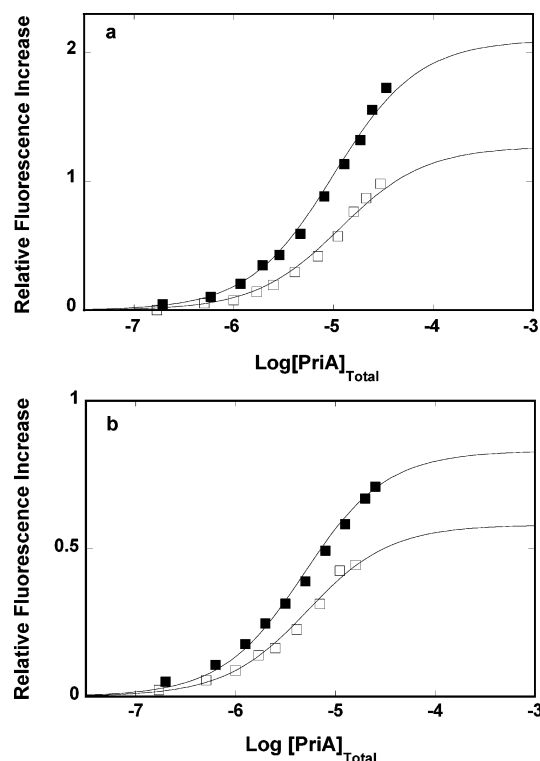 a
Relative Fluorescence Increase
2
1
0
-7 -6 -5 -4 -3
Log[PriA]Total
b
Relative Fluorescence Increase
1
0.5
0
-7 -6 -5 -4 -3
Log [PriA]Total